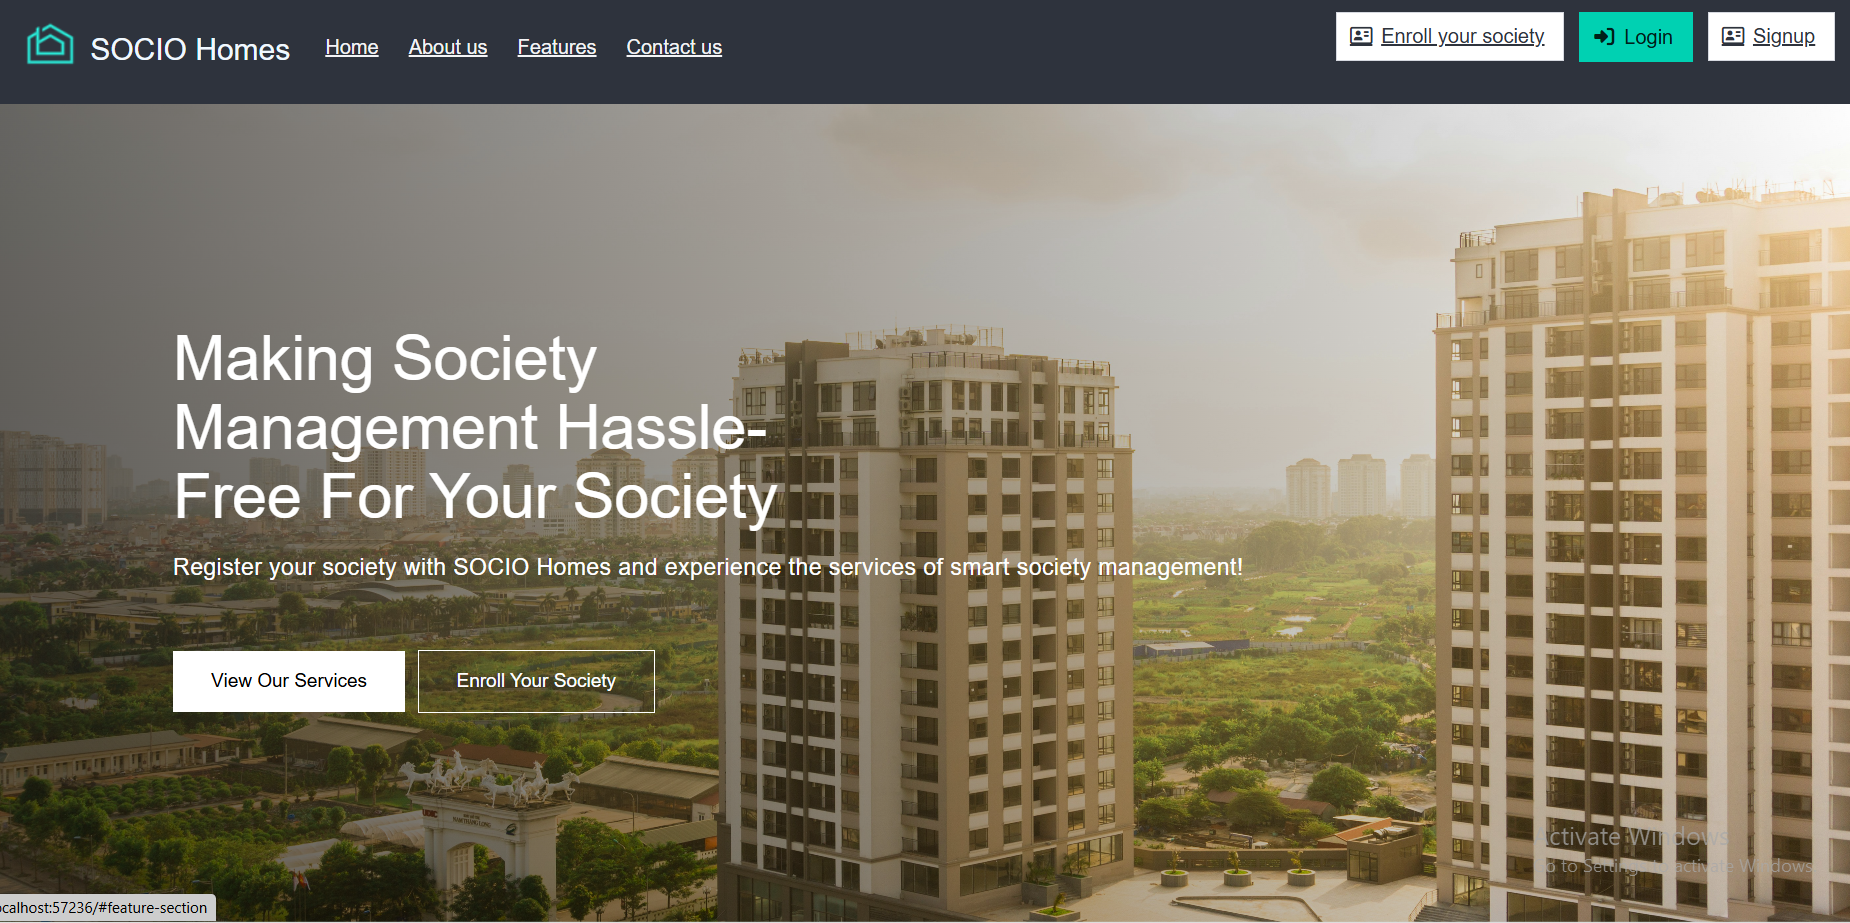 SOCIO Homes
Home
About us
Features
Contact us
Enroll your society
Login
Signup
Making Society
Management Hassle-
Free For Your Society
Register your society with SOCIO Homes and experience the services of smart society management!
View Our Services
Enroll Your Society
Activate Windows
to Settings to activate Windows.
ocalhost:57236/#feature-section